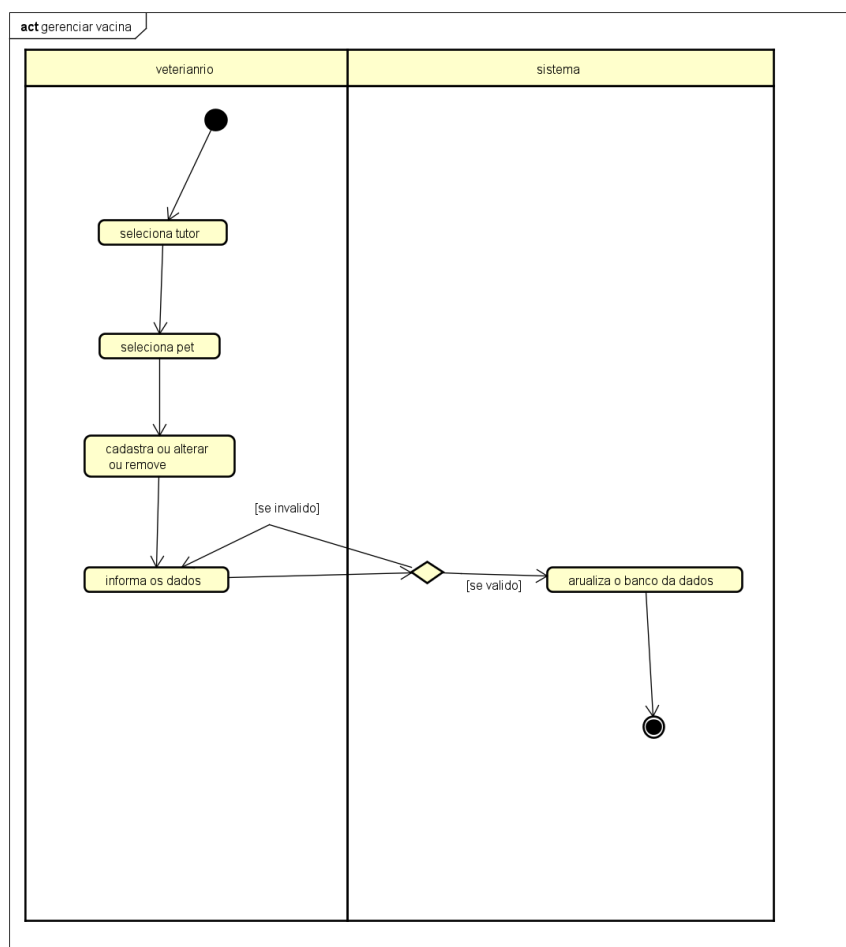 act gerenciar vacina
veterianrio
sistema
seleciona tutor
seleciona pet
cadastra ou alterar
ou remove
[se invalido]
informa os dados
[se valido]
arualiza o banco da dados